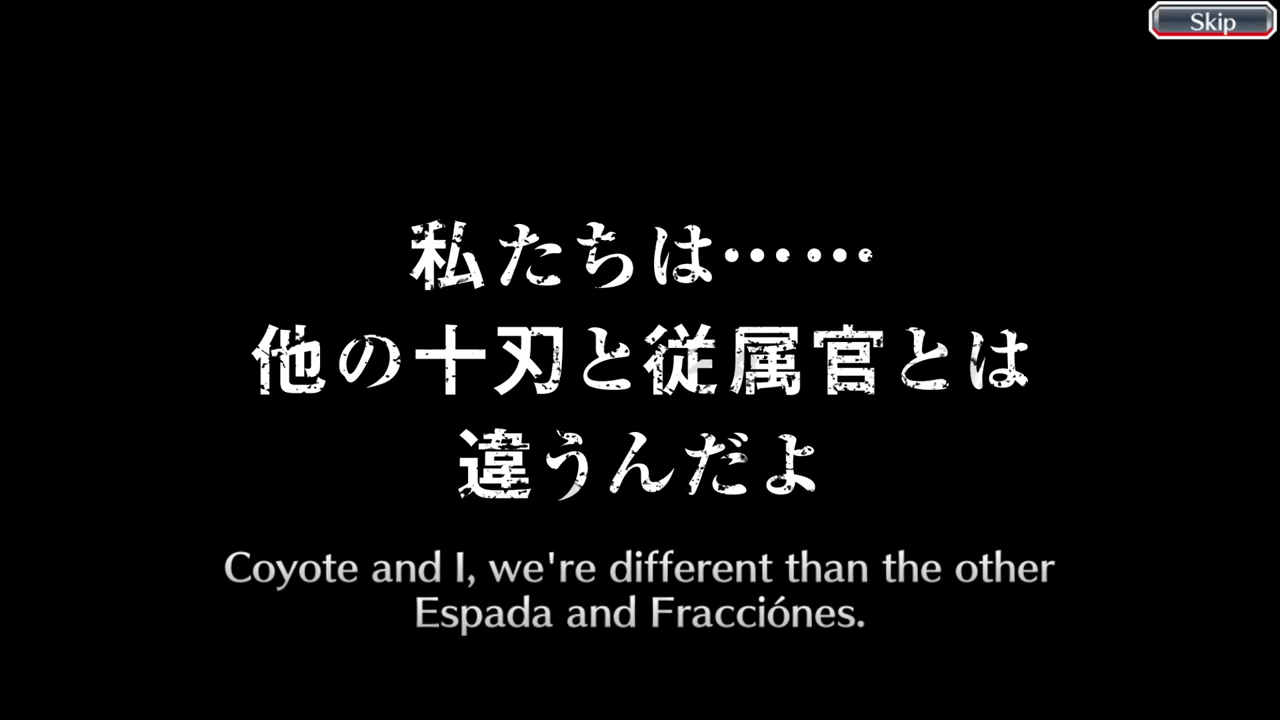 Skip
私たちは……
他の十刃と従属官とは
違うんだよ
Coyote and I, we're different than the other
Espada and Fracciónes.